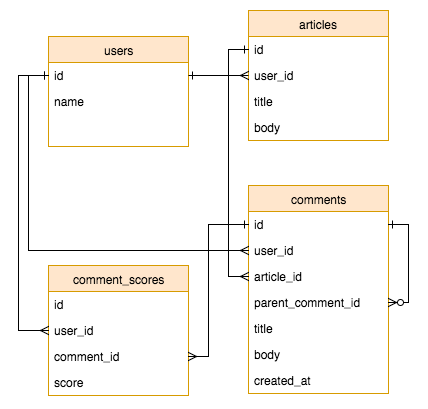 users
id
name
articles
id
user_id
title
body
comment_scores
id
user_id
comment_id
score
comments
id
user_id
article_id
parent_comment_id
title
body
created_at